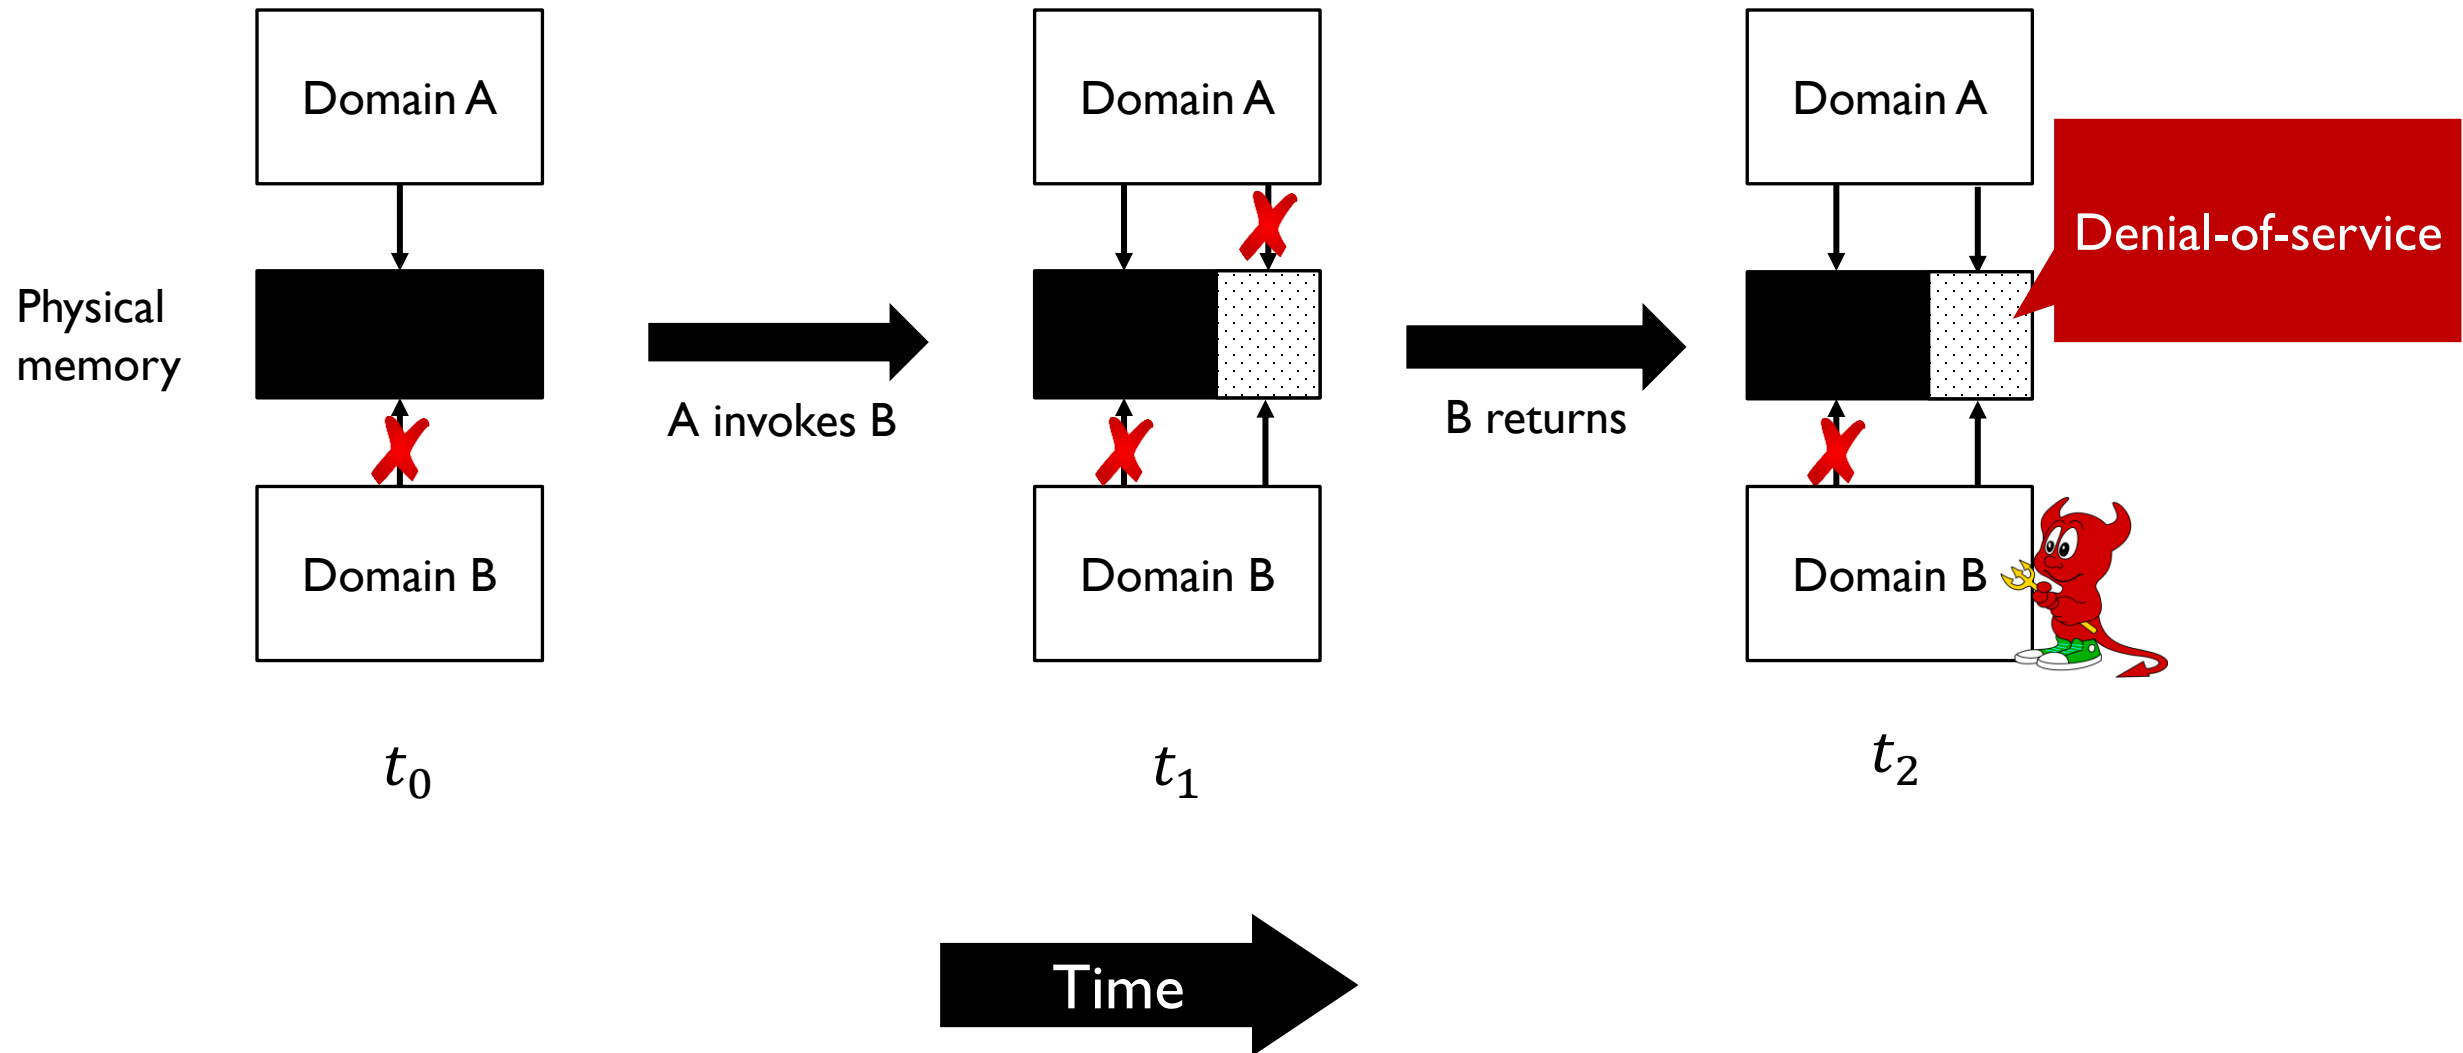 Domain A
Domain A
Domain A
Denial-of-service
Physical
memory
A invokes B
B returns
Domain B
Domain B
Domain B
t₀
t₁
t₂
Time